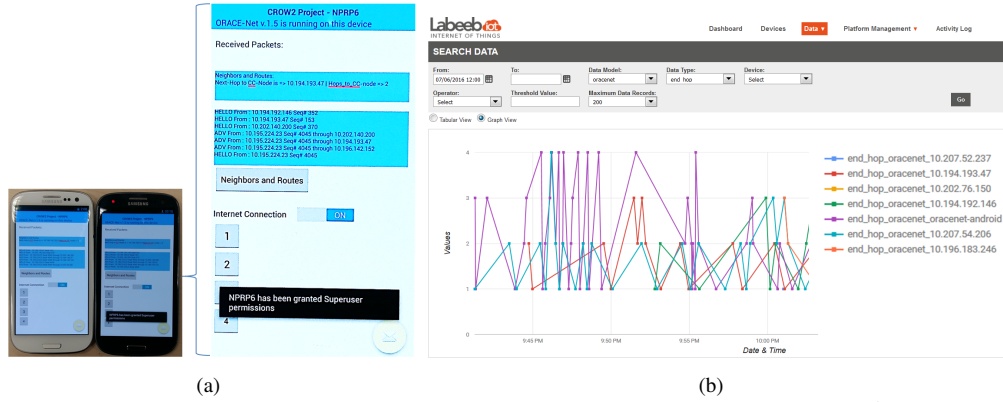 CROW2 Project - NPRP6
ORACE-Net v.1.5 is running on this device
Received Packets:
Neighbors and Routes:
Next-Hop to CC-Node is => 10.194.193.47 | Hops_to_CC-node => 2
HELLO From : 10.194.192.146 Seq# 352
HELLO From : 10.194.193.47 Seq# 153
HELLO From : 10.202.140.200 Seq# 370
ADV From : 10.195.224.23 Seq# 4045 through 10.202.140.200
ADV From : 10.195.224.23 Seq# 4045 through 10.194.193.47
ADV From : 10.195.224.23 Seq# 4045 through 10.196.142.152
HELLO From : 10.195.224.23 Seq# 4045
Neighbors and Routes
Internet Connection ON
1
2
NPRP6 has been granted Superuser
permissions
4
SAMSUNG
SAMSUNG
(a)
Labeeb IoT
INTERNET OF THINGS
Dashboard Devices Data ▾ Platform Management ▾ Activity Log
SEARCH DATA
From: To: Data Model: Data Type: Device:
07/06/2016 12:00 oracenet end_hop Select
Operator: Threshold Value: Maximum Data Records:
Select 200 Go
Tabular View Graph View
4
3
2
1
0
Values
9:45 PM 9:50 PM 9:55 PM 10:00 PM
Date & Time
end_hop_oracenet_10.207.52.237
end_hop_oracenet_10.194.193.47
end_hop_oracenet_10.202.76.150
end_hop_oracenet_10.194.192.146
end_hop_oracenet_oracenet-android
end_hop_oracenet_10.207.54.206
end_hop_oracenet_10.196.183.246
(b)